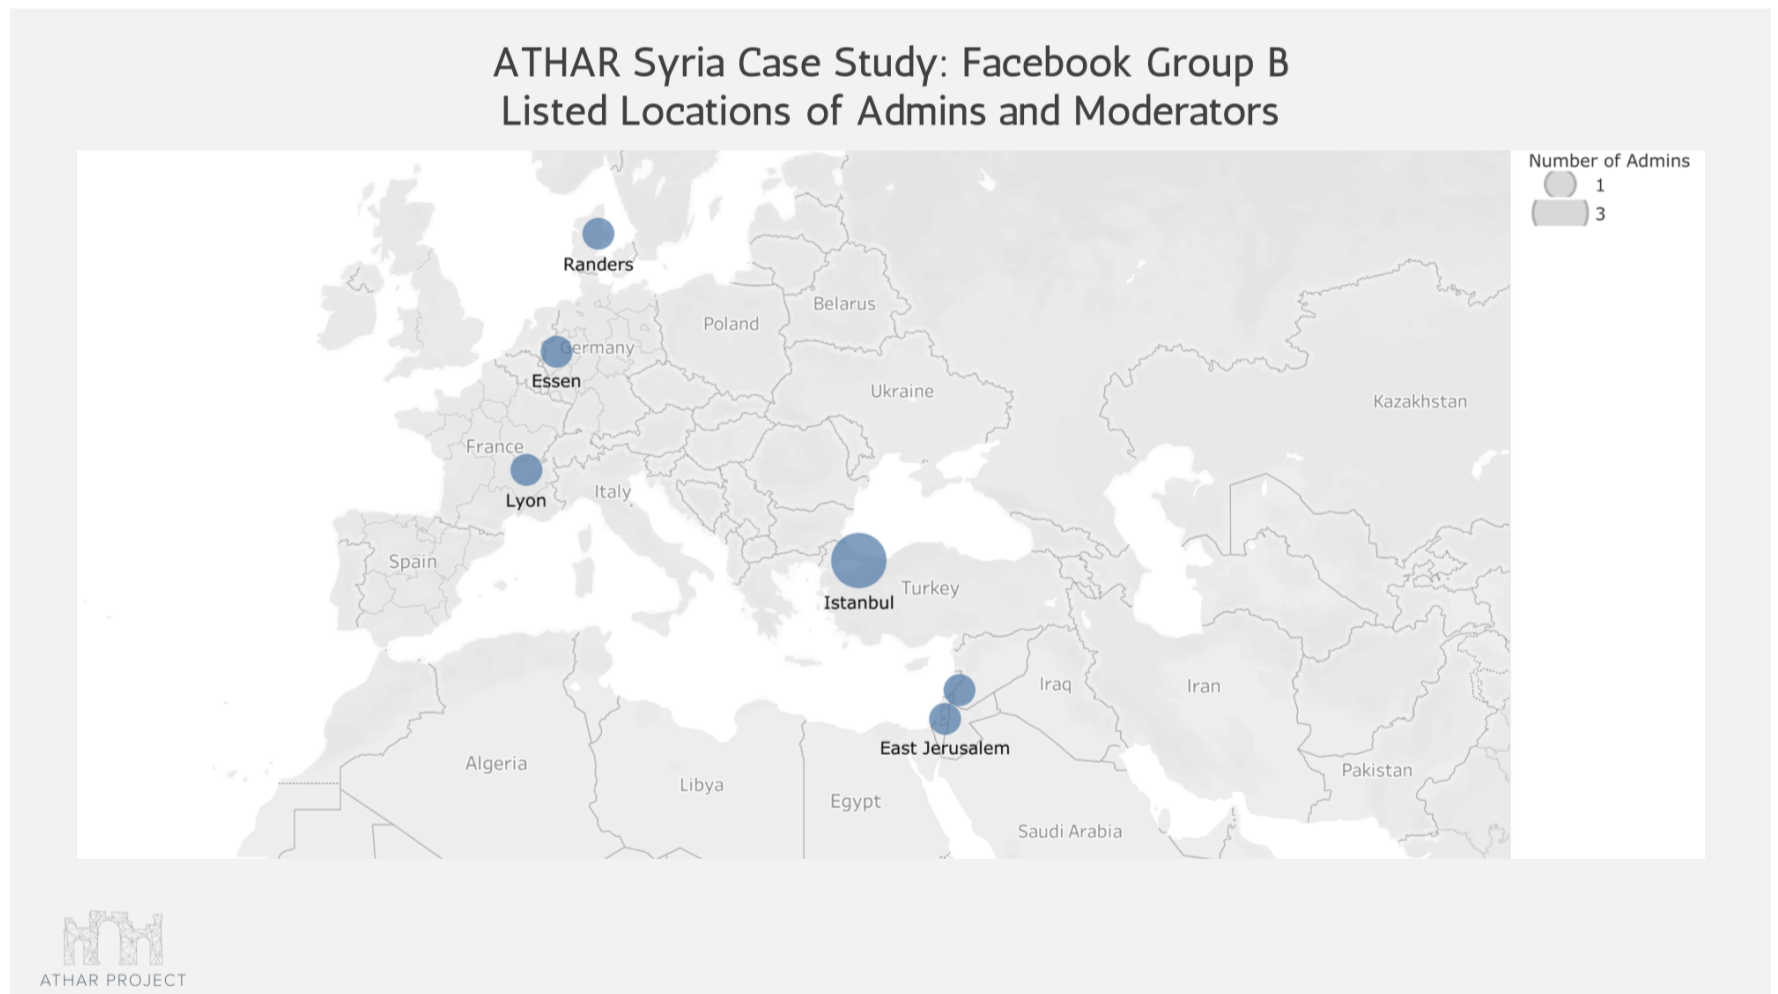 ATHAR Syria Case Study: Facebook Group B
Listed Locations of Admins and Moderators
Number of Admins
1
3
Randers
Belarus
Poland
Germany
Essen
Ukraine
Kazakhstan
France
Lyon
Italy
Spain
Turkey
Istanbul
Iraq
Iran
East Jerusalem
Algeria
Libya
Egypt
Pakistan
Saudi Arabia
ATHAR PROJECT